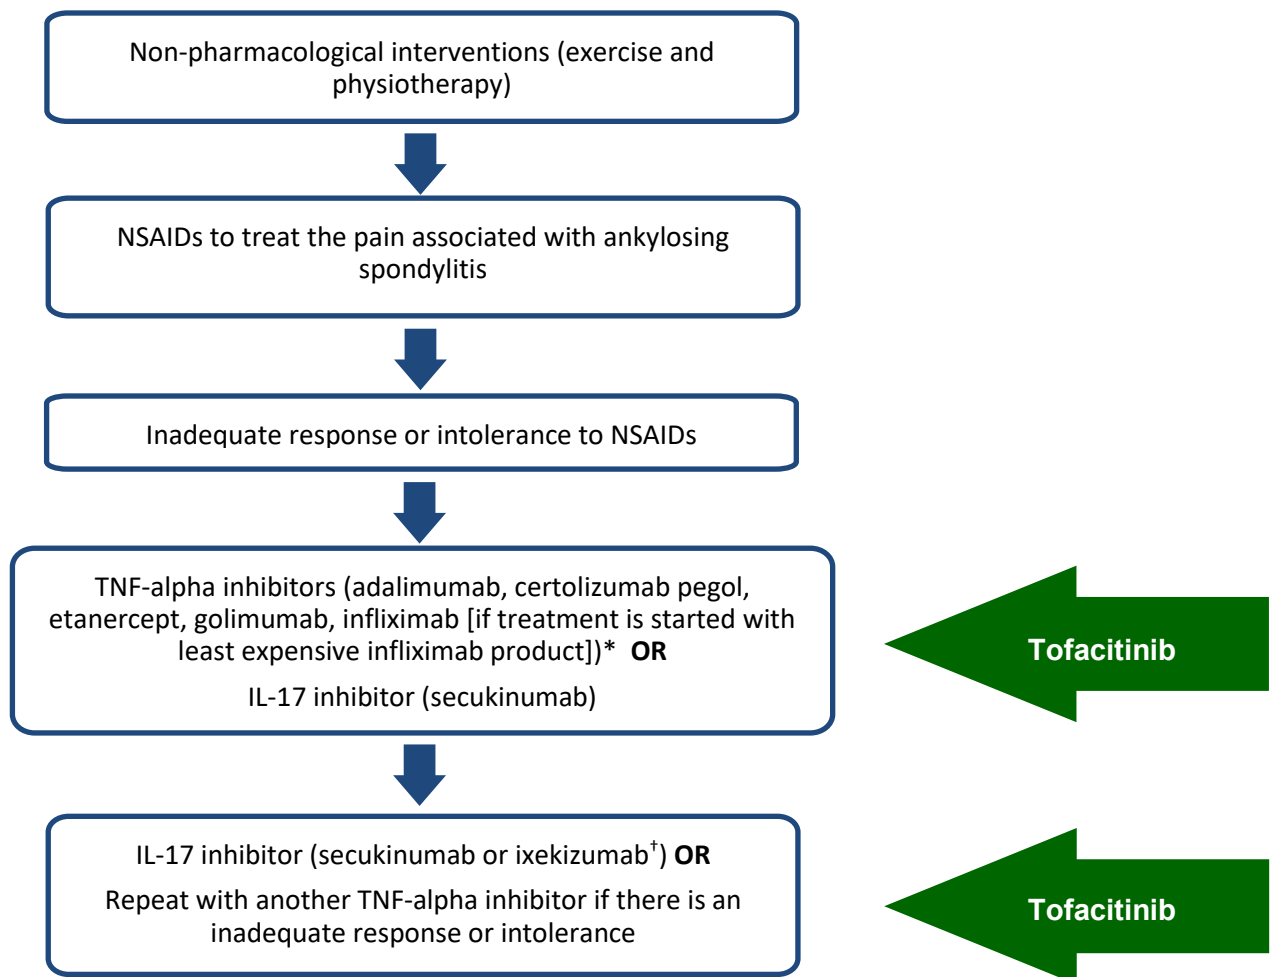 Non-pharmacological interventions (exercise and
physiotherapy)
NSAIDs to treat the pain associated with ankylosing
spondylitis
Inadequate response or intolerance to NSAIDs
TNF-alpha inhibitors (adalimumab, certolizumab pegol,
etanercept, golimumab, infliximab [if treatment is started with
least expensive infliximab product])* OR
IL-17 inhibitor (secukinumab)
Tofacitinib
IL-17 inhibitor (secukinumab or ixekizumab†) OR
Repeat with another TNF-alpha inhibitor if there is an
inadequate response or intolerance
Tofacitinib